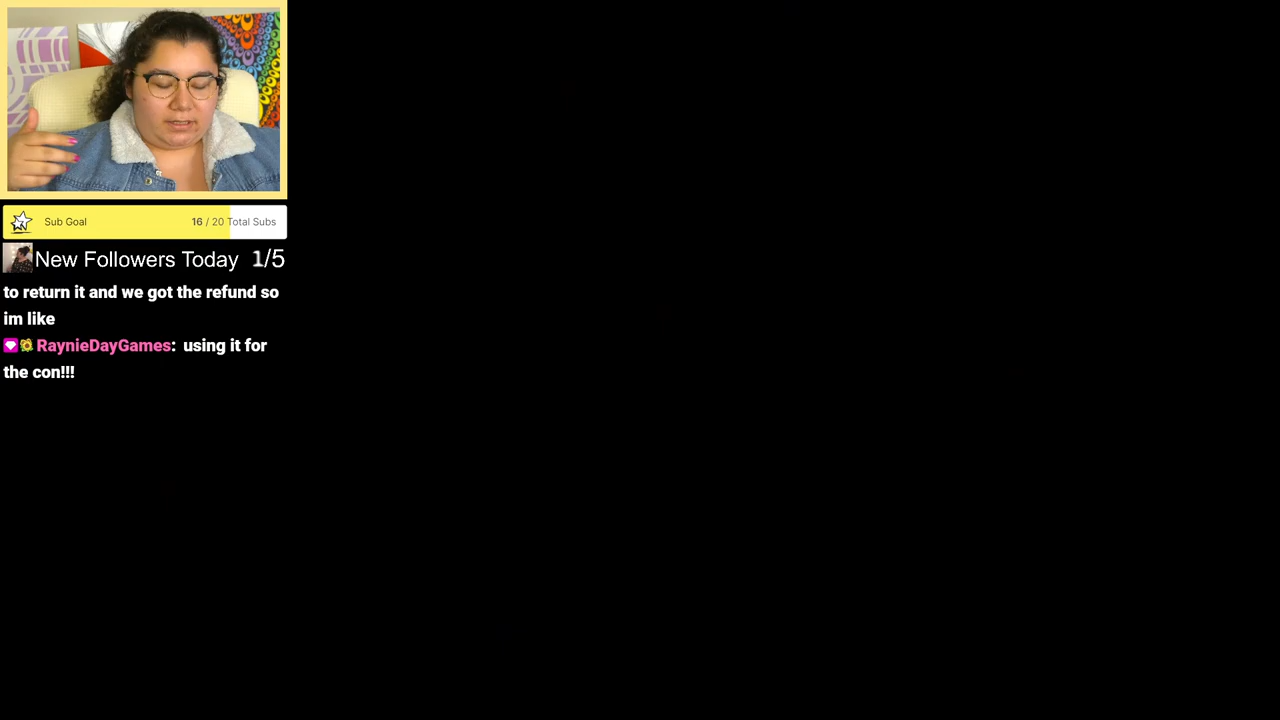 Sub Goal 16 / 20 Total Subs
New Followers Today 1/5
to return it and we got the refund so
im like
RaynieDayGames: using it for
the con!!!